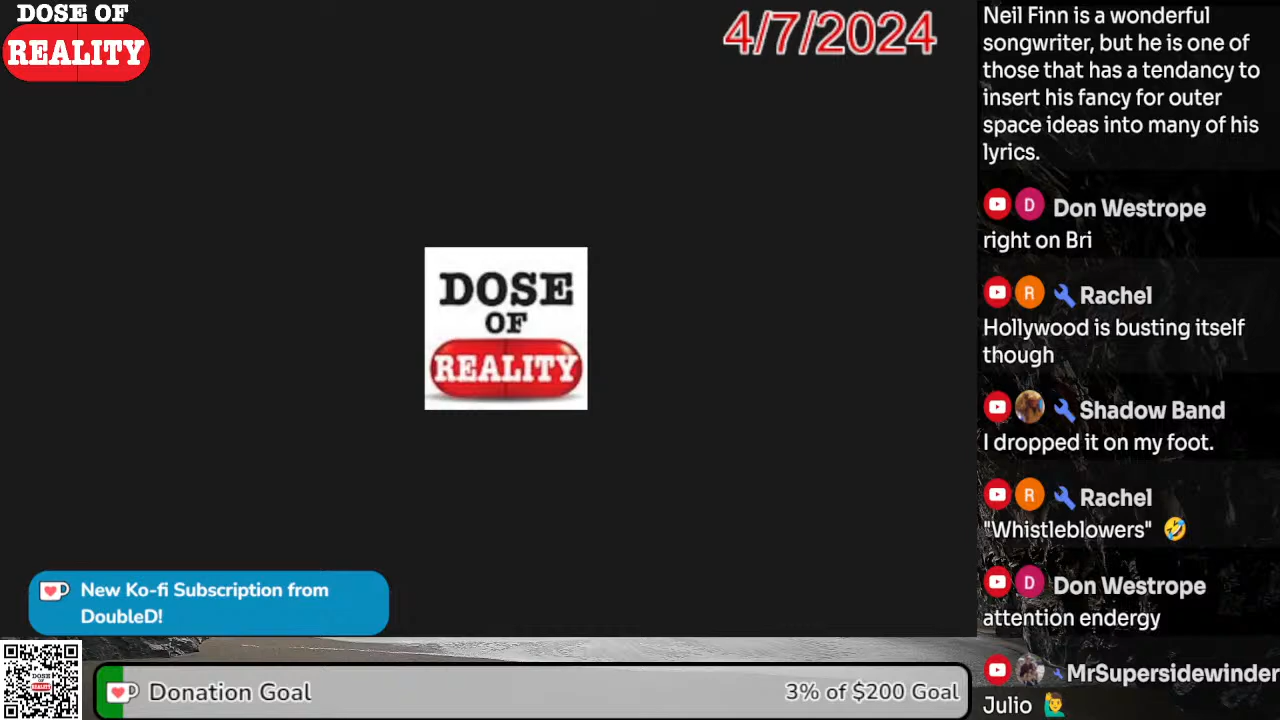 DOSE OF
REALITY
4/7/2024
DOSE
OF
REALITY
New Ko-fi Subscription from
DoubleD!
Donation Goal
3% of $200 Goal
Neil Finn is a wonderful
songwriter, but he is one of
those that has a tendancy to
insert his fancy for outer
space ideas into many of his
lyrics.
D Don Westrope
right on Bri
R Rachel
Hollywood is busting itself
though
Shadow Band
I dropped it on my foot.
R Rachel
"Whistleblowers" 🤣
D Don Westrope
attention endergy
MrSupersidewinder
Julio 🙋‍♂️